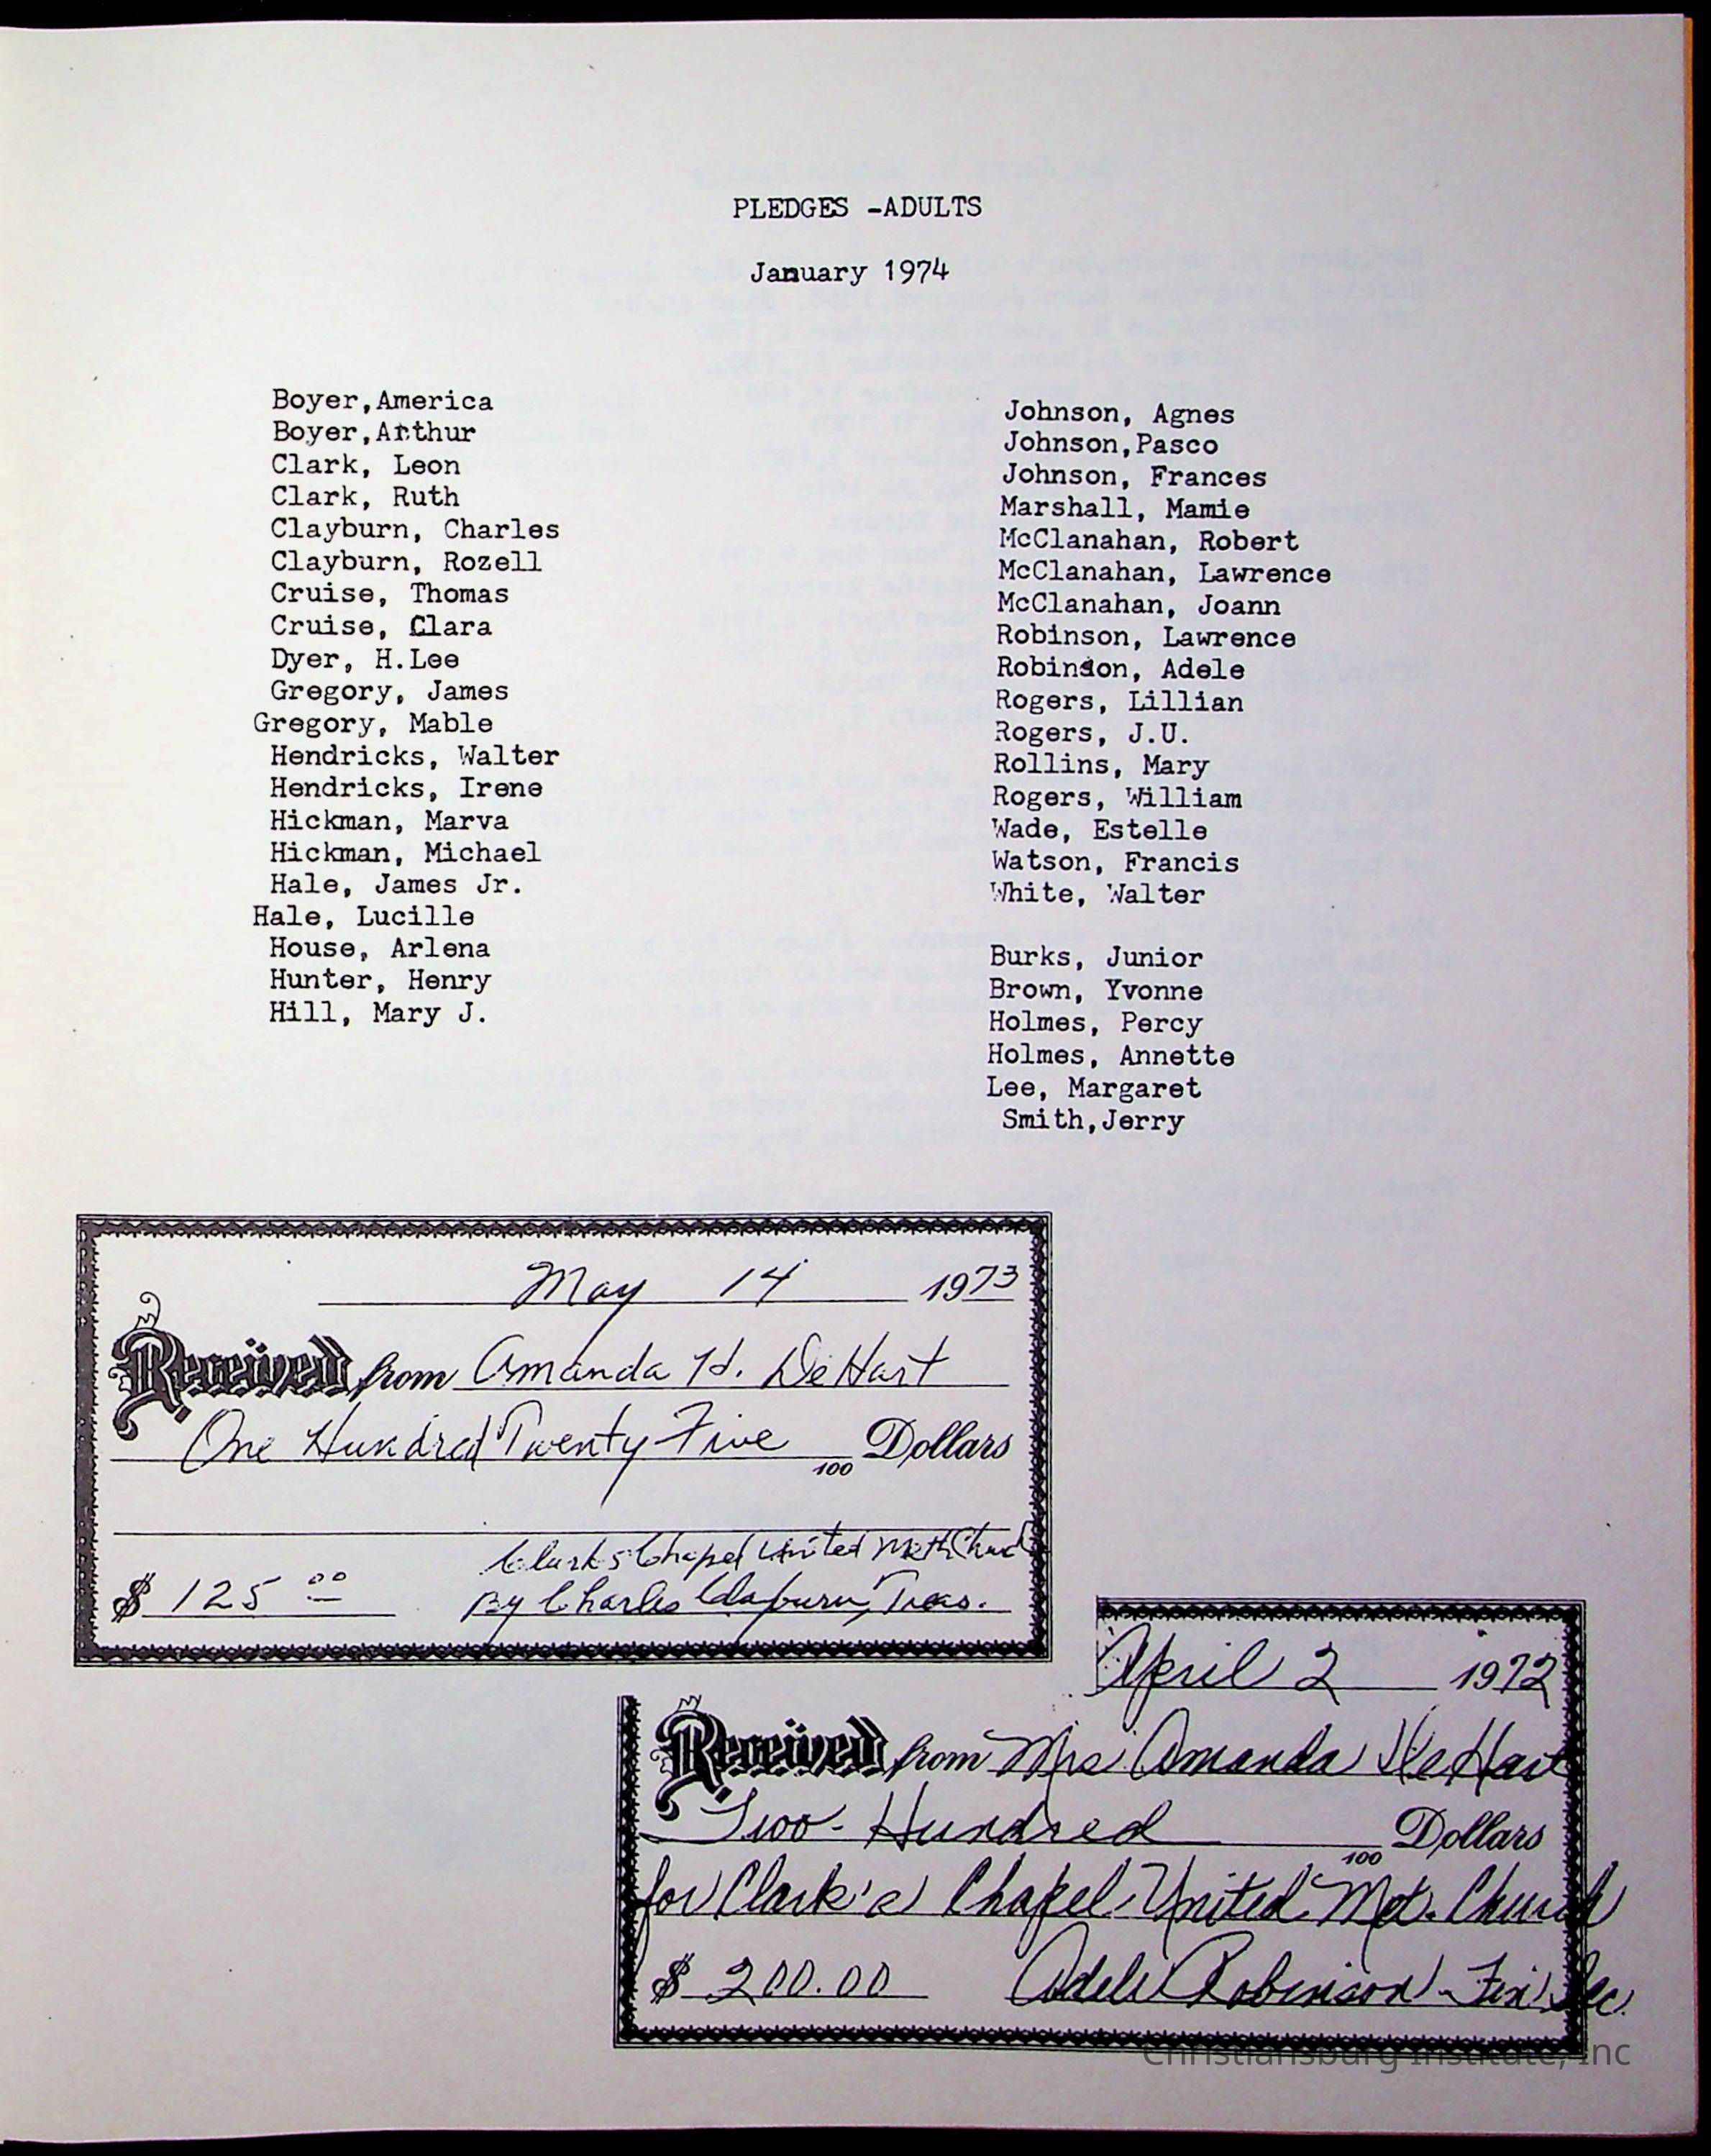 PLEDGES -ADULTS
January 1974
Boyer,America
Boyer,Arthur
Clark, Leon
Clark, Ruth
Clayburn, Charles
Clayburn, Rozell
Cruise, Thomas
Cruise, Clara
Dyer, H.Lee
Gregory, James
Gregory, Mable
Hendricks, Walter
Hendricks, Irene
Hickman, Marva
Hickman, Michael
Hale, James Jr.
Hale, Lucille
House, Arlena
Hunter, Henry
Hill, Mary J.
Johnson, Agnes
Johnson,Pasco
Johnson, Frances
Marshall, Mamie
McClanahan, Robert
McClanahan, Lawrence
McClanahan, Joann
Robinson, Lawrence
Robinson, Adele
Rogers, Lillian
Rogers, J.U.
Rollins, Mary
Rogers, William
Wade, Estelle
Watson, Francis
White, Walter
Burks, Junior
Brown, Yvonne
Holmes, Percy
Holmes, Annette
Lee, Margaret
Smith,Jerry
May 14 1973
Received from Amanda H. DeHart
One Hundred Twenty Five 100 Dollars
Clark's Chapel United Meth
$ 125 00 By Charles Clayburn, Treas.
April 2 1972
Received from Mrs Amanda DeHart
Two-Hundred 100 Dollars
for Clark's Chapel United Met. Church
$ 200.00 Adele Robinson-Fin Sec.
Christiansburg Institute, Inc